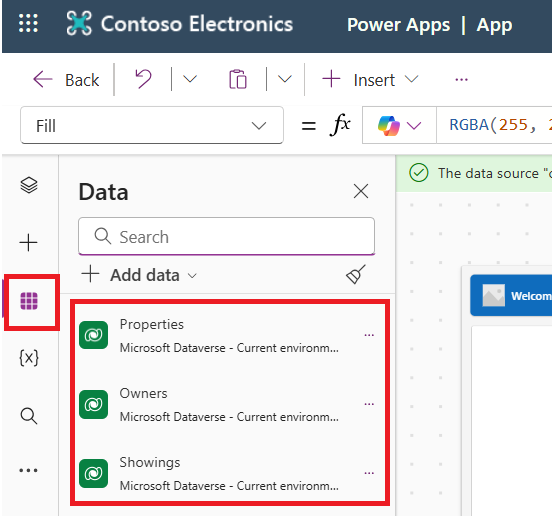 Contoso Electronics Power Apps | App
Back Insert ...
Fill = fx RGBA(255, 2
Data The data source "c
Search
Add data
Welcom
Properties ...
Microsoft Dataverse - Current environm...
{x}
Owners ...
Microsoft Dataverse - Current environm...
Showings ...
Microsoft Dataverse - Current environm...